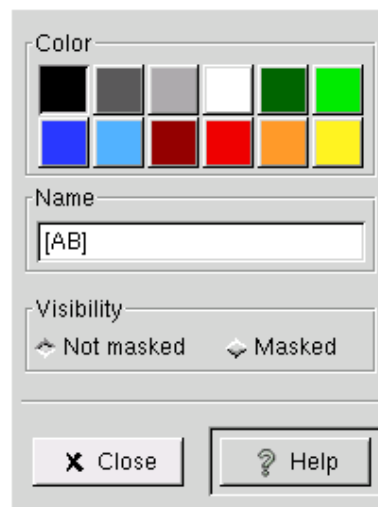 Color
Name
[AB]
Visibility
Not masked Masked
Close Help